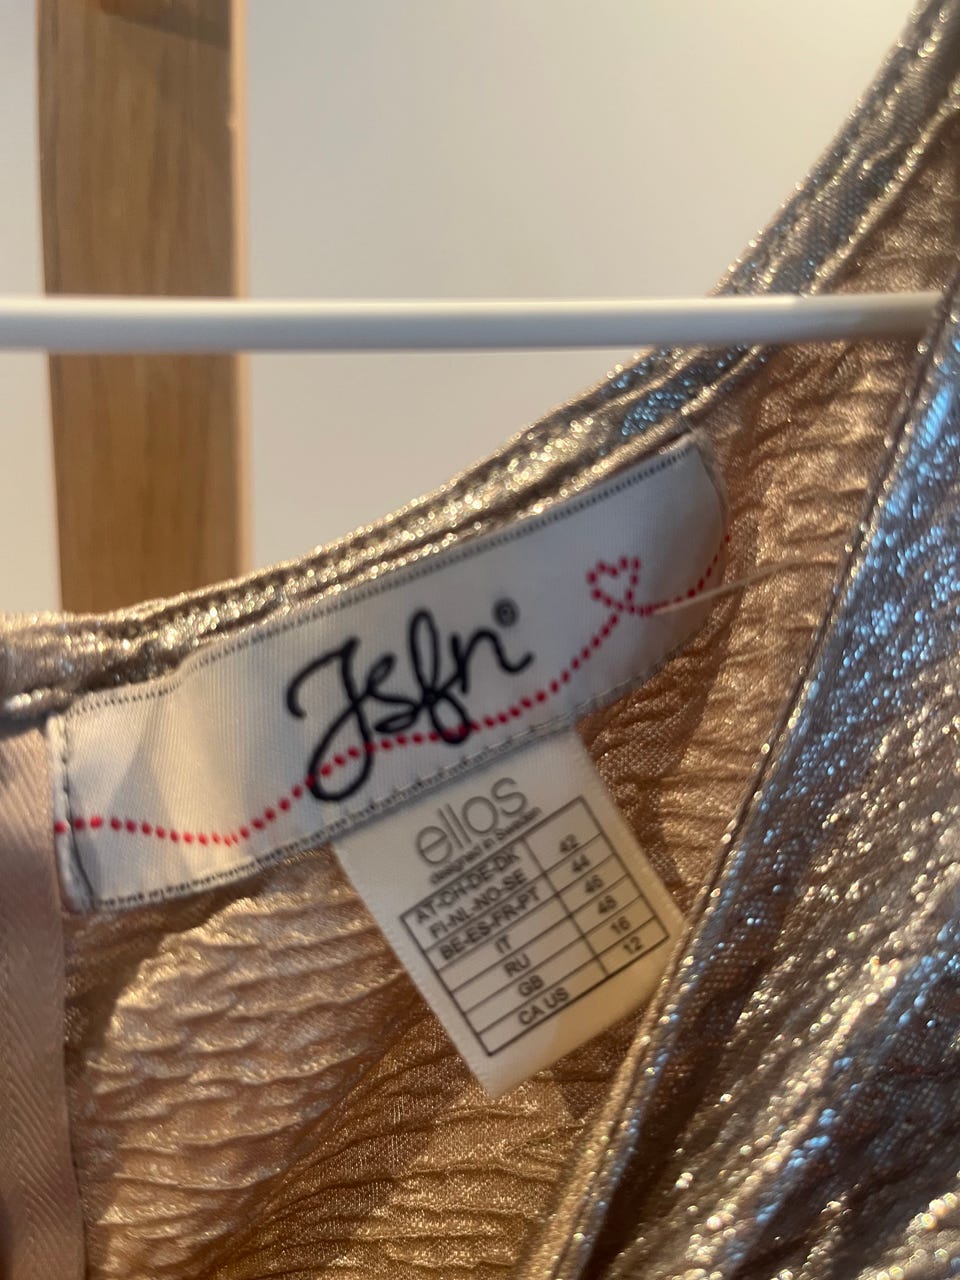 Jsfn®
ellos
designed in Sweden
AT-CH-DE-DK
FI-NL-NO-SE 42
BE-ES-FR-PT 44
IT 46
RU 48
GB 16
CA US 12